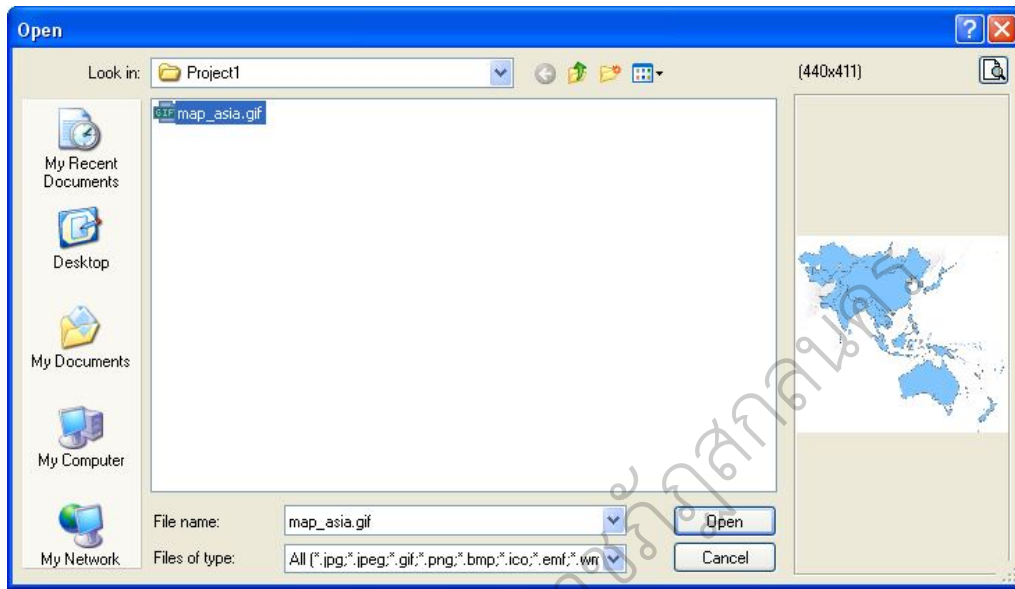 Open
Look in: Project1
(440x411)
GIF map_asia.gif
My Recent
Documents
Desktop
My Documents
My Computer
My Network
File name: map_asia.gif
Open
Files of type: All (*.jpg;*.jpeg;*.gif;*.png;*.bmp;*.ico;*.emf;*.wm
Cancel